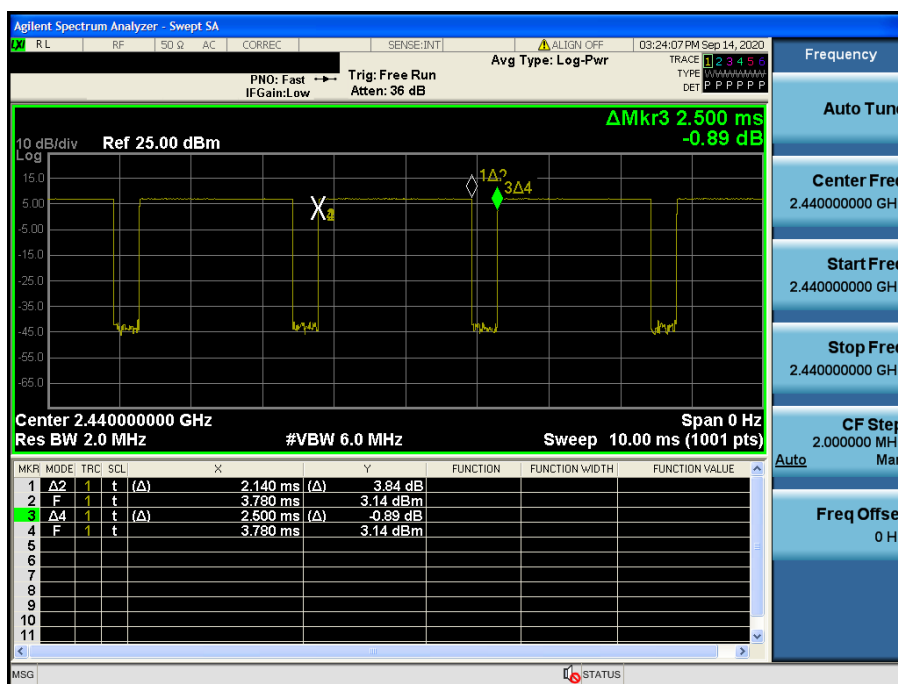 Agilent Spectrum Analyzer - Swept SA
LXI RL RF 50 Ω AC CORREC SENSE:INT ALIGN OFF 03:24:07 PM Sep 14, 2020
Frequency
PNO: Fast
IFGain:Low
Trig: Free Run
Atten: 36 dB
Avg Type: Log-Pwr
TRACE 1 2 3 4 5 6
TYPE
DET P P P P P P
Auto Tune
ΔMkr3 2.500 ms
-0.89 dB
10 dB/div Ref 25.00 dBm
Log
15.0
5.00
-5.00
-15.0
-25.0
-35.0
-45.0
-55.0
-65.0
1Δ2
3Δ4
Center 2.440000000 GHz Span 0 Hz
Res BW 2.0 MHz #VBW 6.0 MHz Sweep 10.00 ms (1001 pts)
Center Freq
2.440000000 GH
Start Freq
2.440000000 GH
Stop Freq
2.440000000 GH
CF Step
2.000000 MH
Auto Man
Freq Offse
0 H
MKR MODE TRC SCL X Y FUNCTION FUNCTION WIDTH FUNCTION VALUE
1 Δ2 1 t (Δ) 2.140 ms (Δ) 3.84 dB
2 F 1 t 3.780 ms 3.14 dBm
3 Δ4 1 t (Δ) 2.500 ms (Δ) -0.89 dB
4 F 1 t 3.780 ms 3.14 dBm
5
6
7
8
9
10
11
MSG STATUS